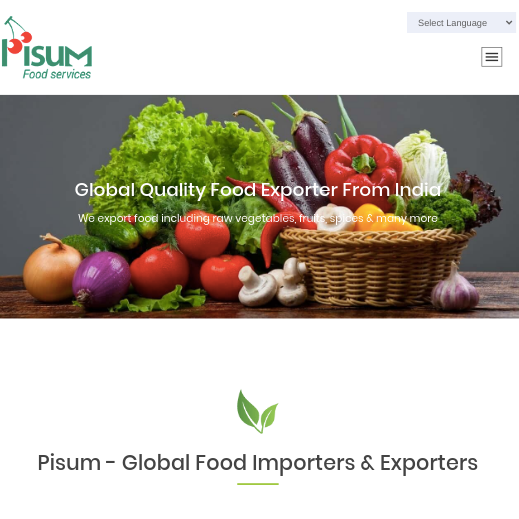 Select Language
Pisum
Food services
Global Quality Food Exporter From India
We export food including raw vegetables, fruits, spices & many more
Pisum - Global Food Importers & Exporters